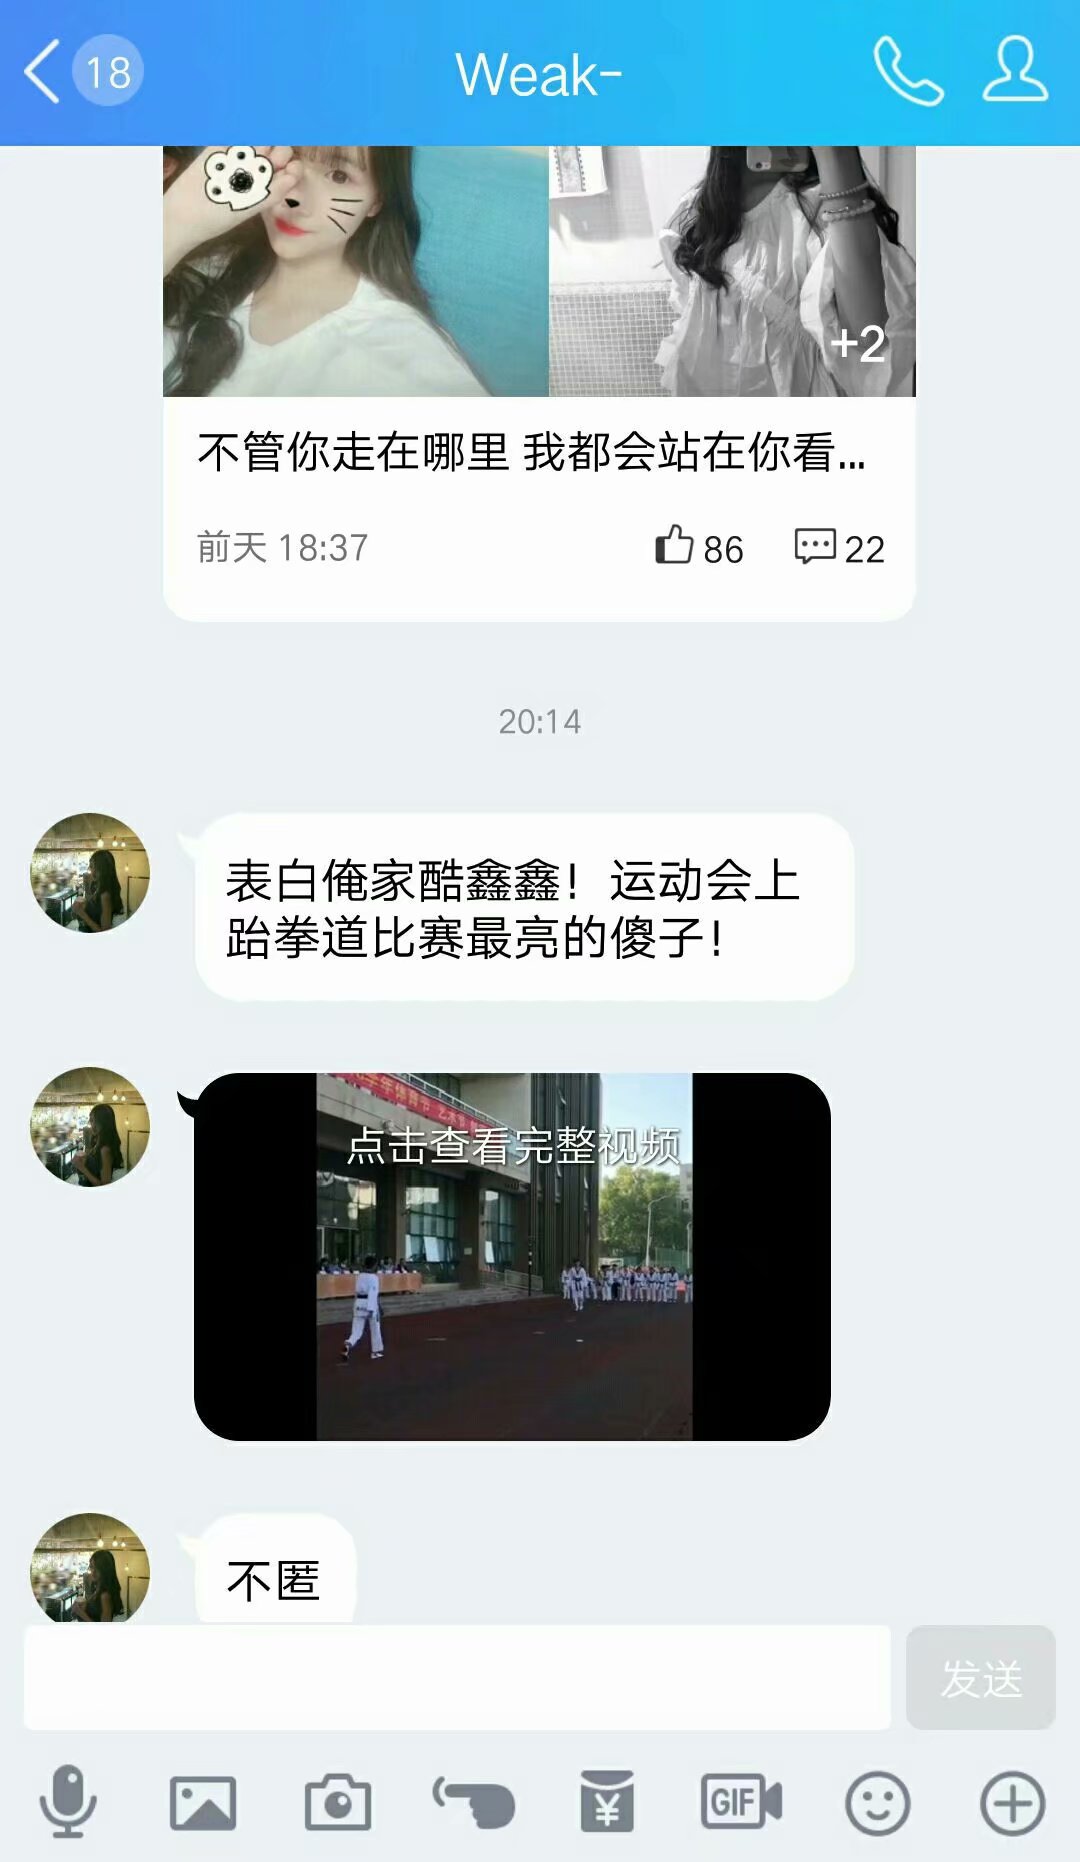 18
Weak-
+2
不管你走在哪里 我都会站在你看...
前天 18:37
86
22
20:14
表白俺家酷鑫鑫！运动会上
跆拳道比赛最亮的傻子！
点击查看完整视频
不匿
发送
GIF